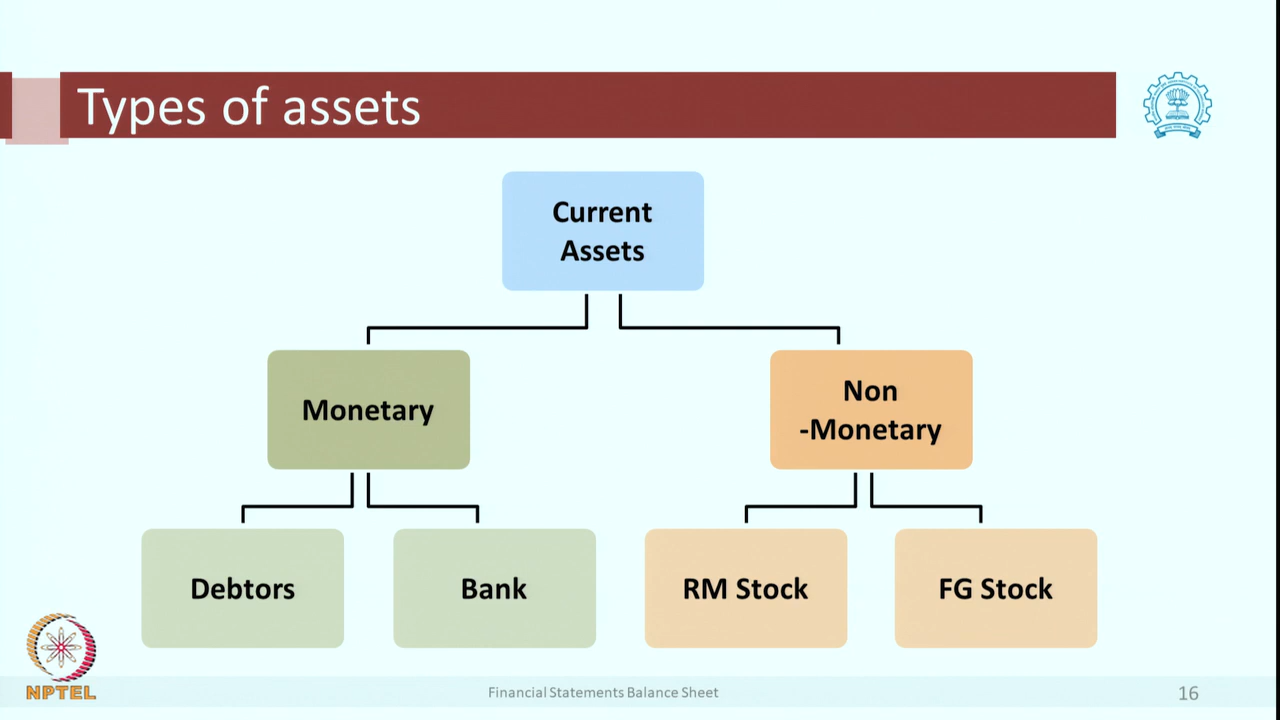 Types of assets
Current
Assets
Monetary
Non
-Monetary
Debtors
Bank
RM Stock
FG Stock
NPTEL
Financial Statements Balance Sheet
16